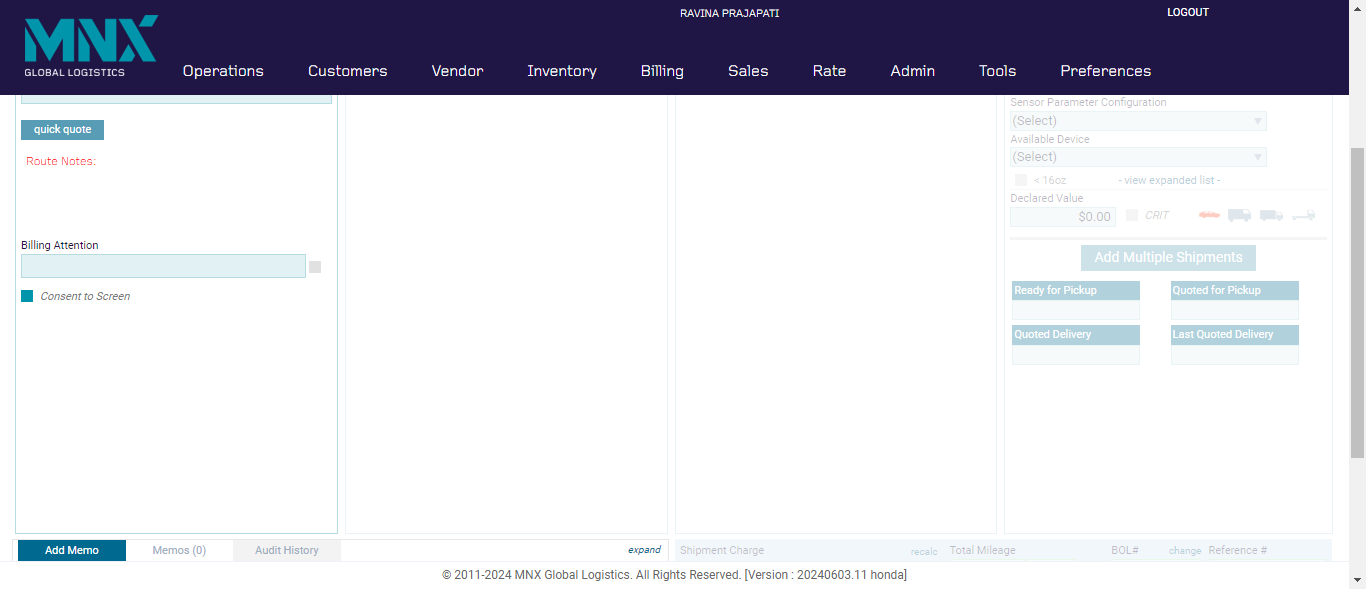 RAVINA PRAJAPATI
LOGOUT
MNX
GLOBAL LOGISTICS
Operations Customers Vendor Inventory Billing Sales Rate Admin Tools Preferences
quick quote
Route Notes:
Billing Attention
Consent to Screen
Sensor Parameter Configuration
(Select)
Available Device
(Select)
< 16oz - view expanded list -
Declared Value
$0.00 CRIT
Add Multiple Shipments
Ready for Pickup Quoted for Pickup
Quoted Delivery Last Quoted Delivery
Add Memo Memos (0) Audit History expand
Shipment Charge recalc Total Mileage BOL# change Reference #
© 2011-2024 MNX Global Logistics. All Rights Reserved. [Version : 20240603.11 honda]